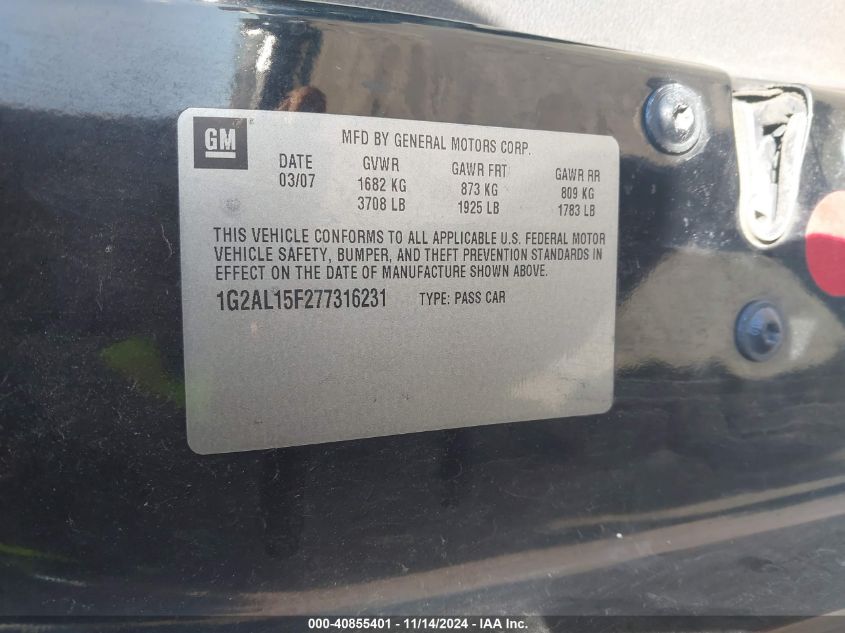 GM
MFD BY GENERAL MOTORS CORP.
DATE GVWR GAWR FRT GAWR RR
03/07 1682 KG 873 KG 809 KG
3708 LB 1925 LB 1783 LB
THIS VEHICLE CONFORMS TO ALL APPLICABLE U.S. FEDERAL MOTOR
VEHICLE SAFETY, BUMPER, AND THEFT PREVENTION STANDARDS IN
EFFECT ON THE DATE OF MANUFACTURE SHOWN ABOVE.
1G2AL15F277316231 TYPE: PASS CAR
000-40855401 - 11/14/2024 - IAA Inc.